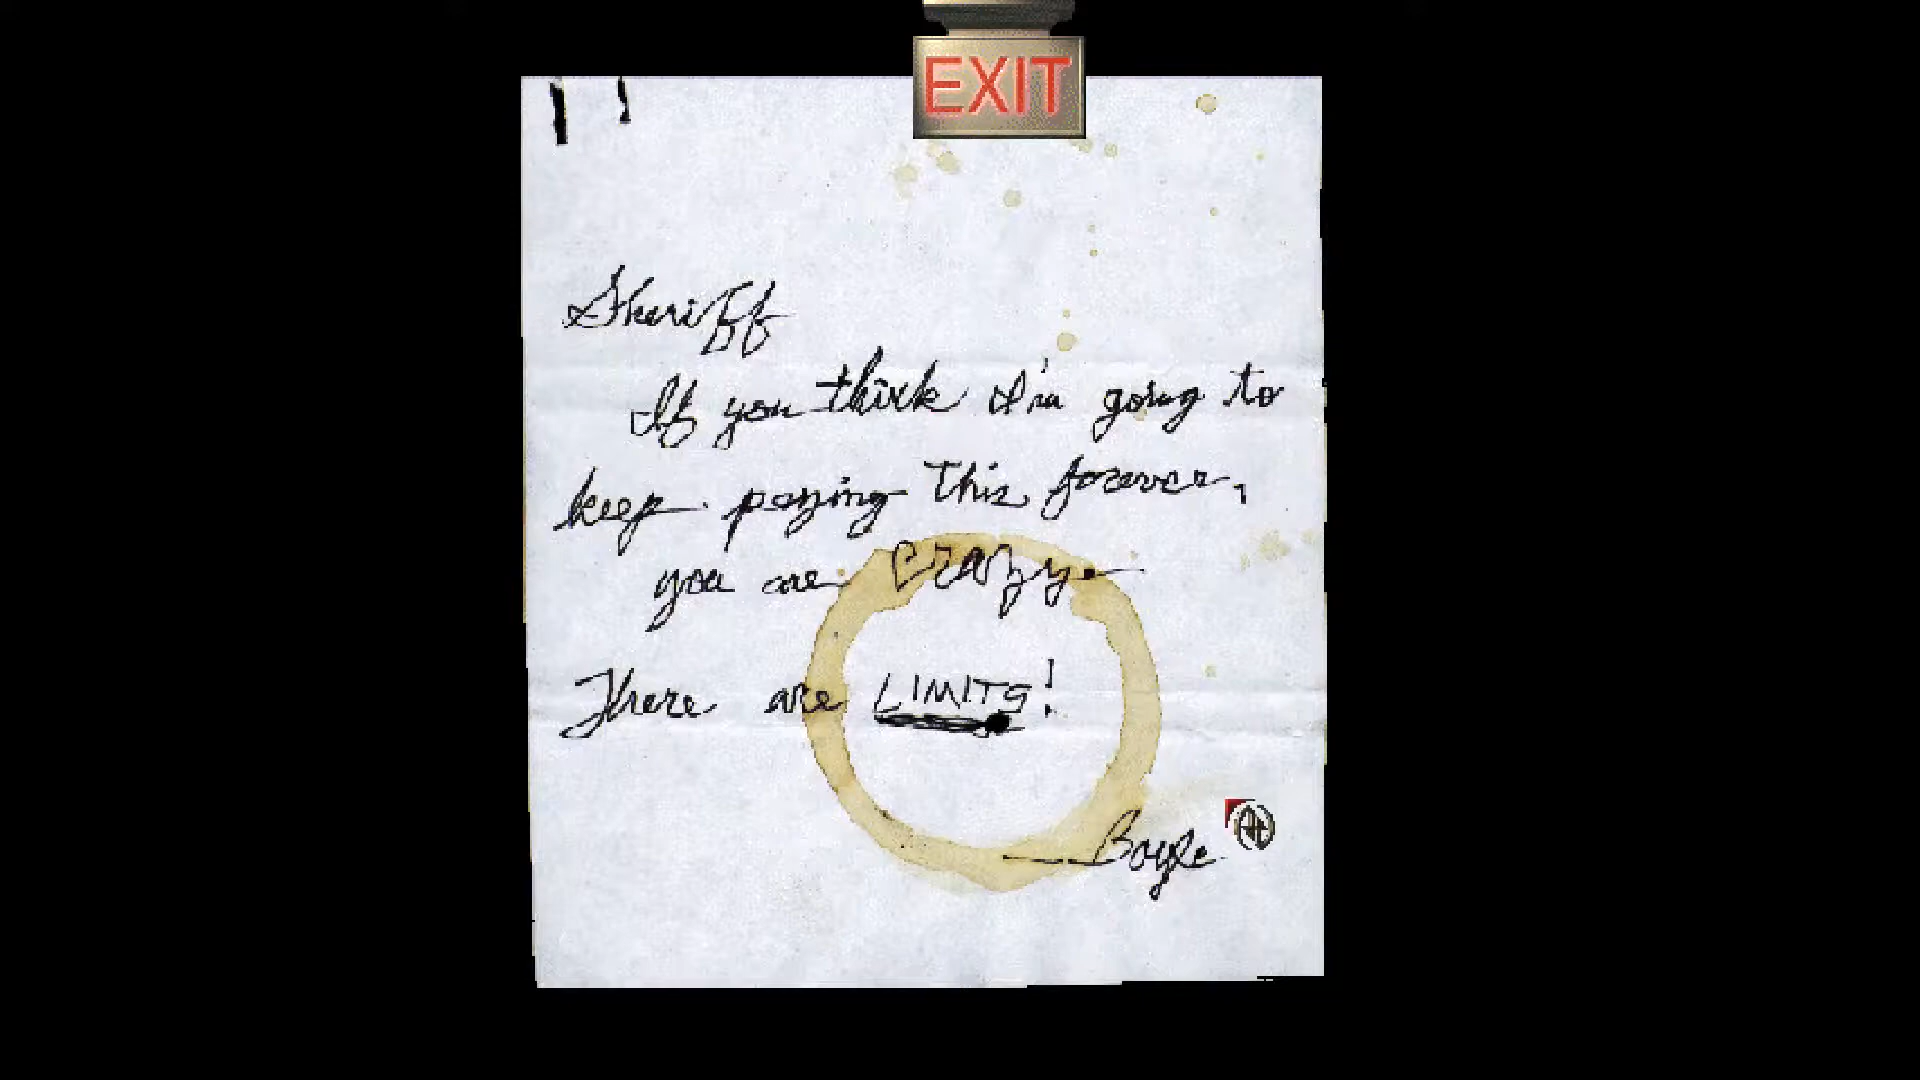 EXIT
Sheriff
If you think I'm going to
keep paying this forever,
you are crazy.
There are LIMITS!
—Boyle